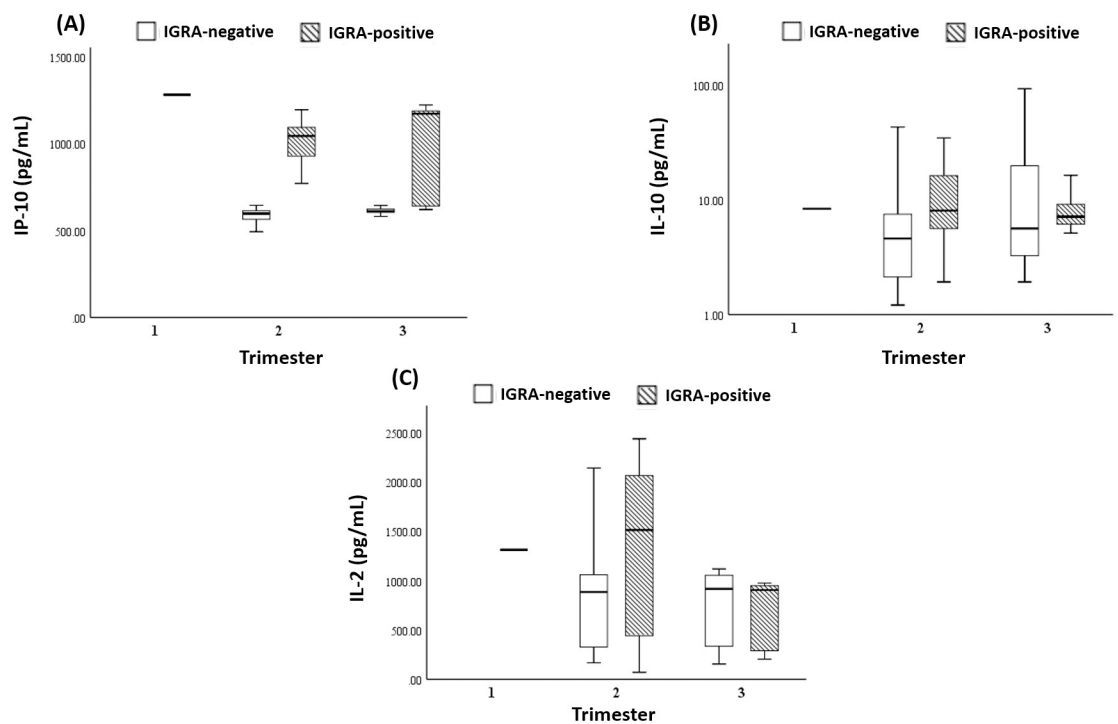 (A)
IGRA-negative IGRA-positive
1500.00
1000.00
500.00
.00
IP-10 (pg/mL)
1 2 3
Trimester
(B)
IGRA-negative IGRA-positive
100.00
10.00
1.00
IL-10 (pg/mL)
1 2 3
Trimester
(C)
IGRA-negative IGRA-positive
2500.00
2000.00
1500.00
1000.00
500.00
.00
IL-2 (pg/mL)
1 2 3
Trimester